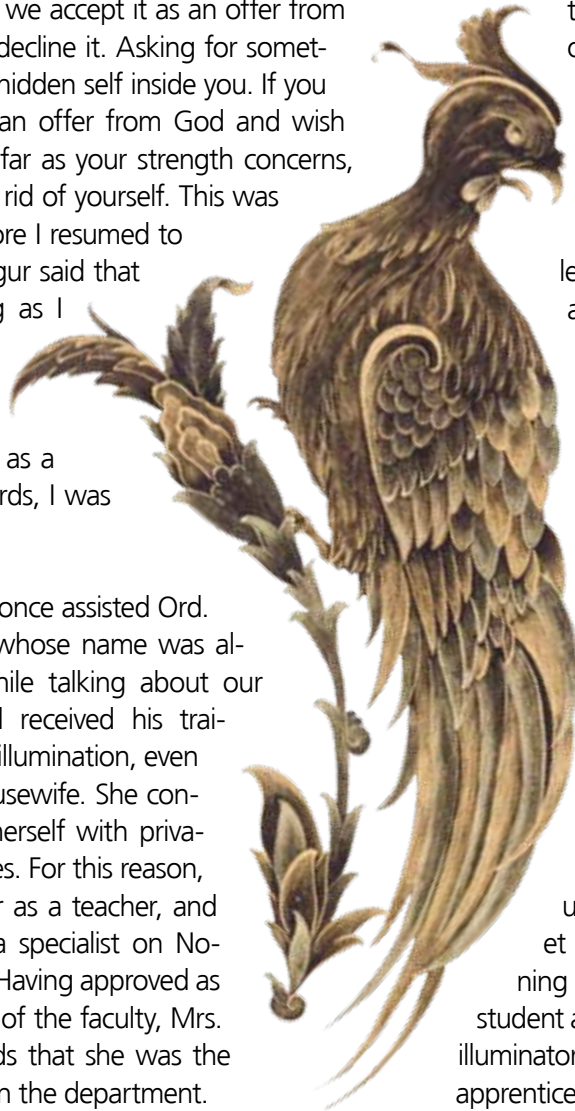 we accept it as an offer from
decline it. Asking for somet-
hidden self inside you. If you
an offer from God and wish
far as your strength concerns,
rid of yourself. This was
ore I resumed to
gur said that
g as I
as a
rds, I was
once assisted Ord.
whose name was al-
hile talking about our
received his trai-
illumination, even
usewife. She con-
herself with priva-
es. For this reason,
r as a teacher, and
a specialist on No-
Having approved as
of the faculty, Mrs.
ds that she was the
n the department.
t
le
a
u
et
ning
student a
illuminator
apprentice